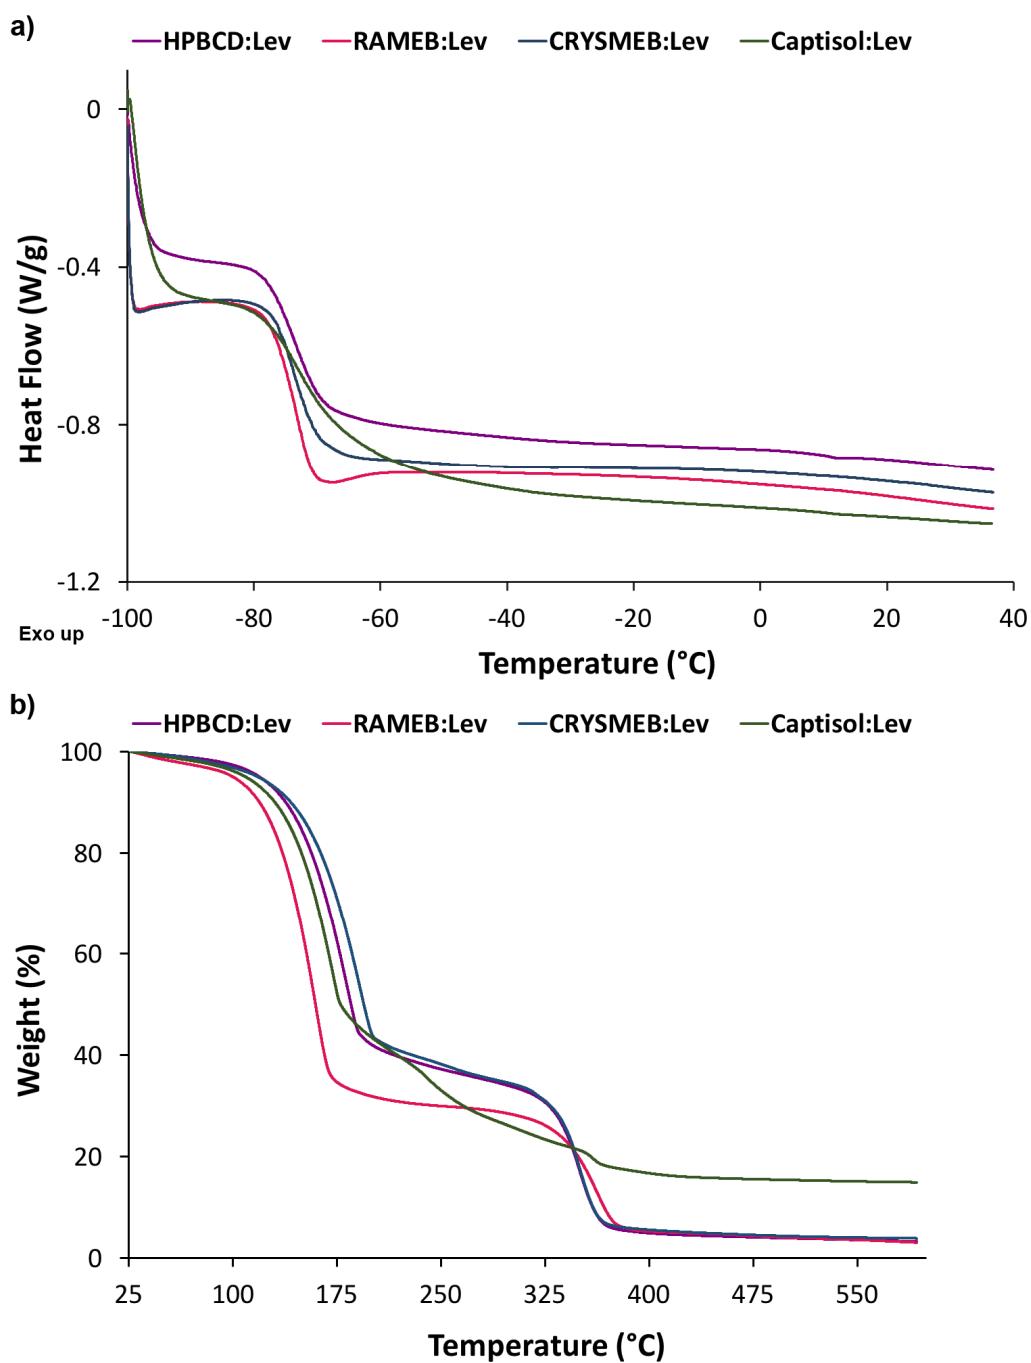 a)
HPBCD:Lev RAMEB:Lev CRYSMEB:Lev Captisol:Lev
0
-0.4
-0.8
-1.2
Heat Flow (W/g)
-100 -80 -60 -40 -20 0 20 40
Exo up
Temperature (°C)
b)
HPBCD:Lev RAMEB:Lev CRYSMEB:Lev Captisol:Lev
100
80
60
40
20
0
Weight (%)
25 100 175 250 325 400 475 550
Temperature (°C)